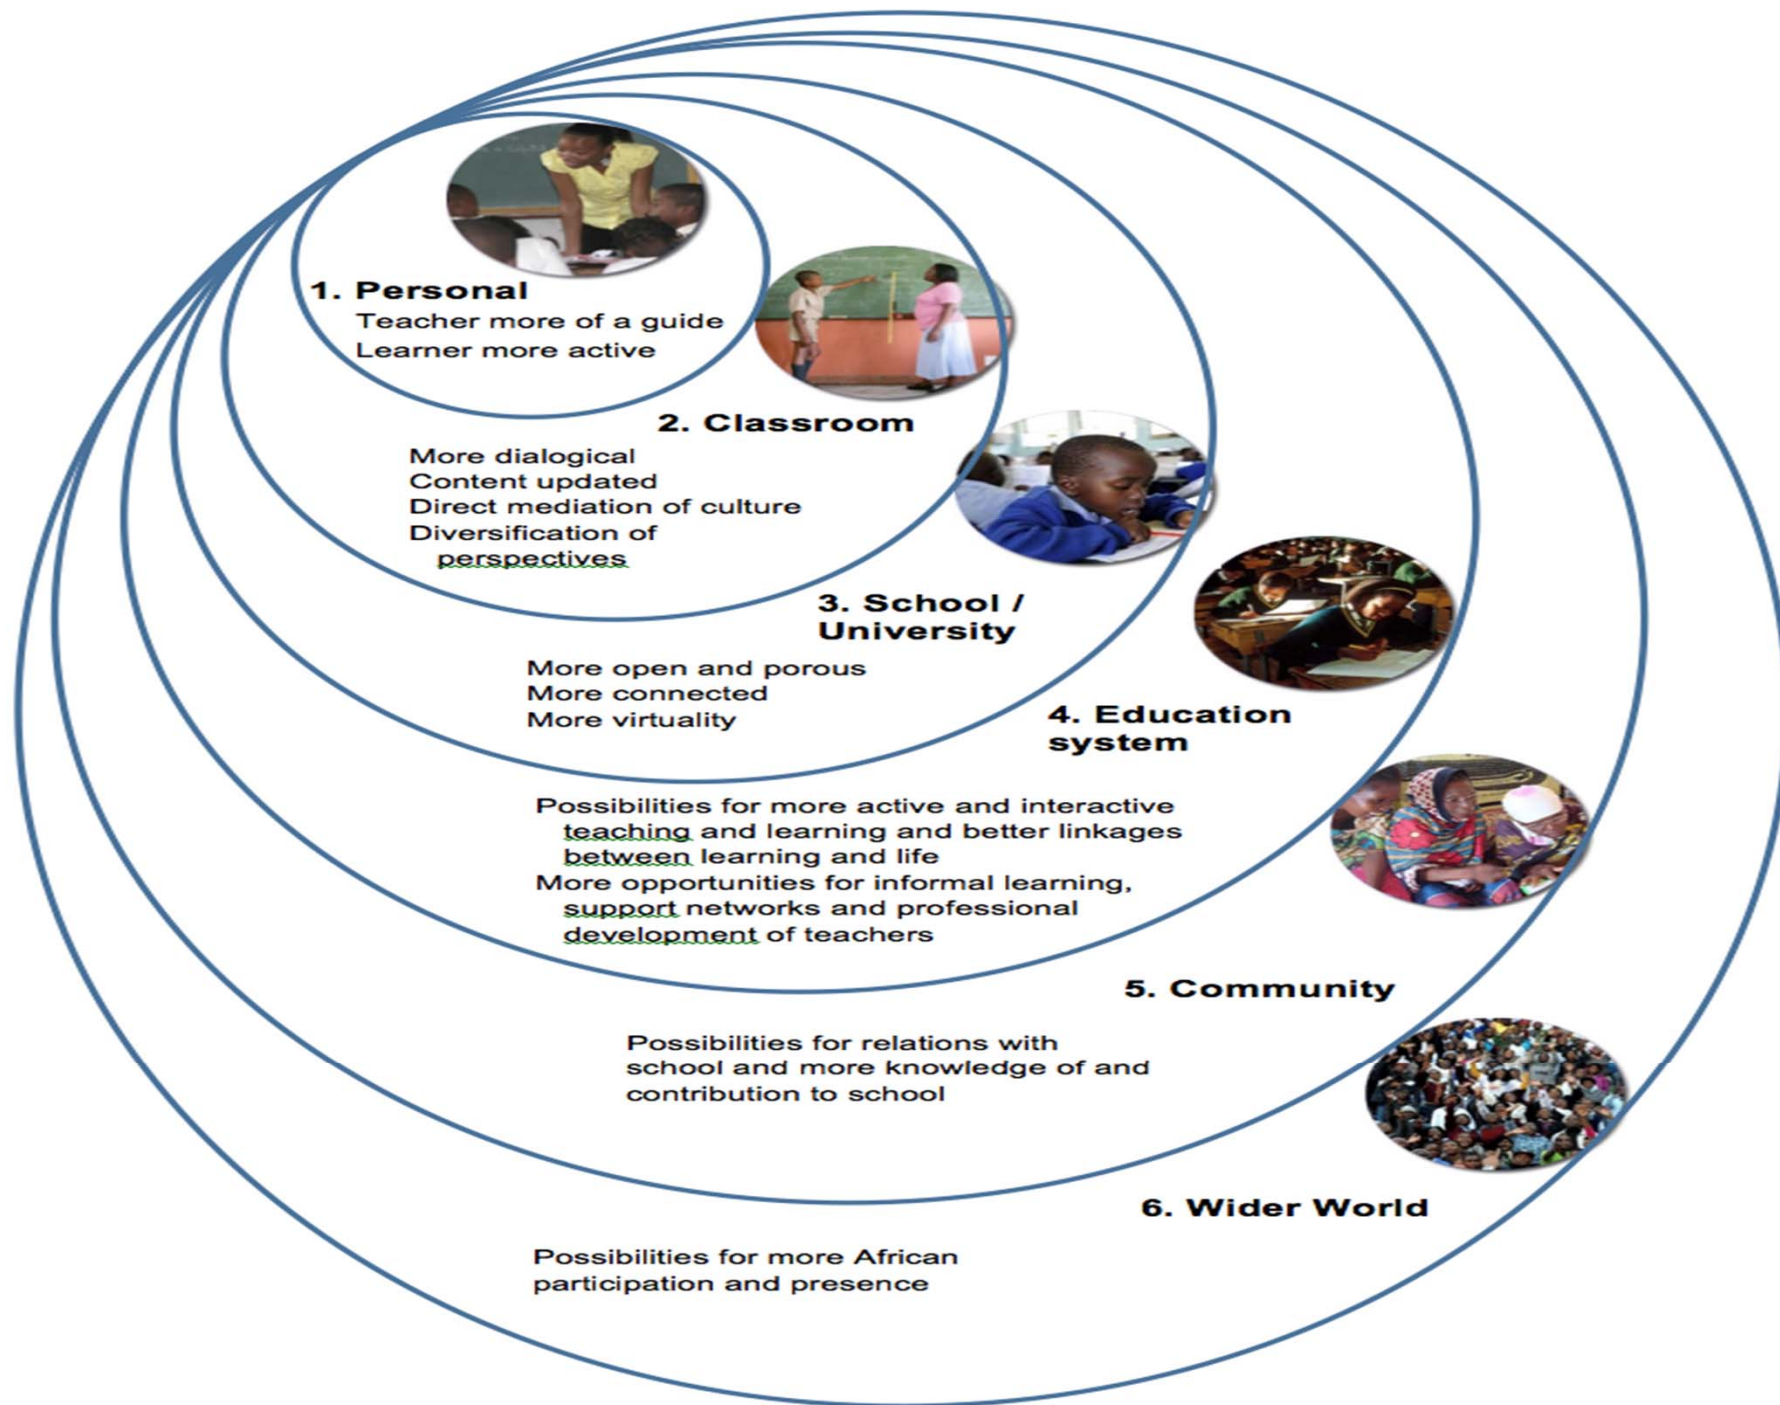 1. Personal
Teacher more of a guide
Learner more active
2. Classroom
More dialogical
Content updated
Direct mediation of culture
Diversification of
perspectives
3. School /
University
More open and porous
More connected
More virtuality
4. Education
system
Possibilities for more active and interactive
teaching and learning and better linkages
between learning and life
More opportunities for informal learning,
support networks and professional
development of teachers
5. Community
Possibilities for relations with
school and more knowledge of and
contribution to school
6. Wider World
Possibilities for more African
participation and presence